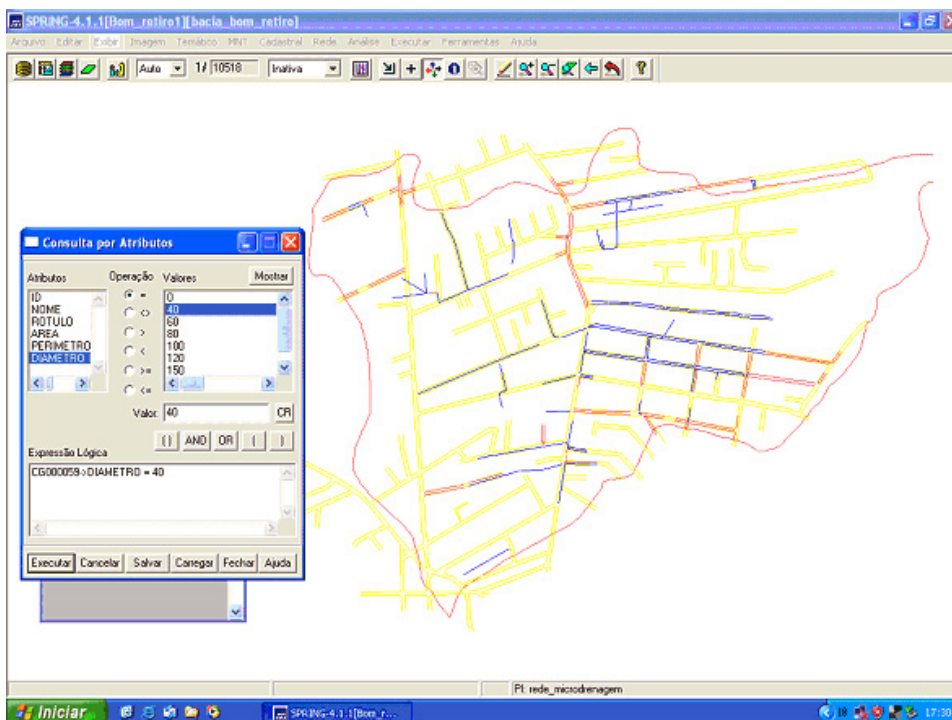 SPRING-4.1.1[Bom_retiro1][bacia_bom_retiro]
Arquivo Editar Exibir Imagem Temático MNT Cadastral Rede Análise Executar Ferramentas Ajuda
Auto 1/ 10518 Inativa
Consulta por Atributos
Atributos Operação Valores Mostrar
ID = 0
NOME <> 40
ROTULO > 60
AREA < 80
PERIMETRO >= 100
DIAMETRO <= 120
150
Valor: 40 CR
() AND OR ( )
Expressão Lógica
CG000059->DIAMETRO = 40
Executar Cancelar Salvar Carregar Fechar Ajuda
PI: rede_microdrenagem
Iniciar SPRING-4.1.1[Bom_r... 17:30